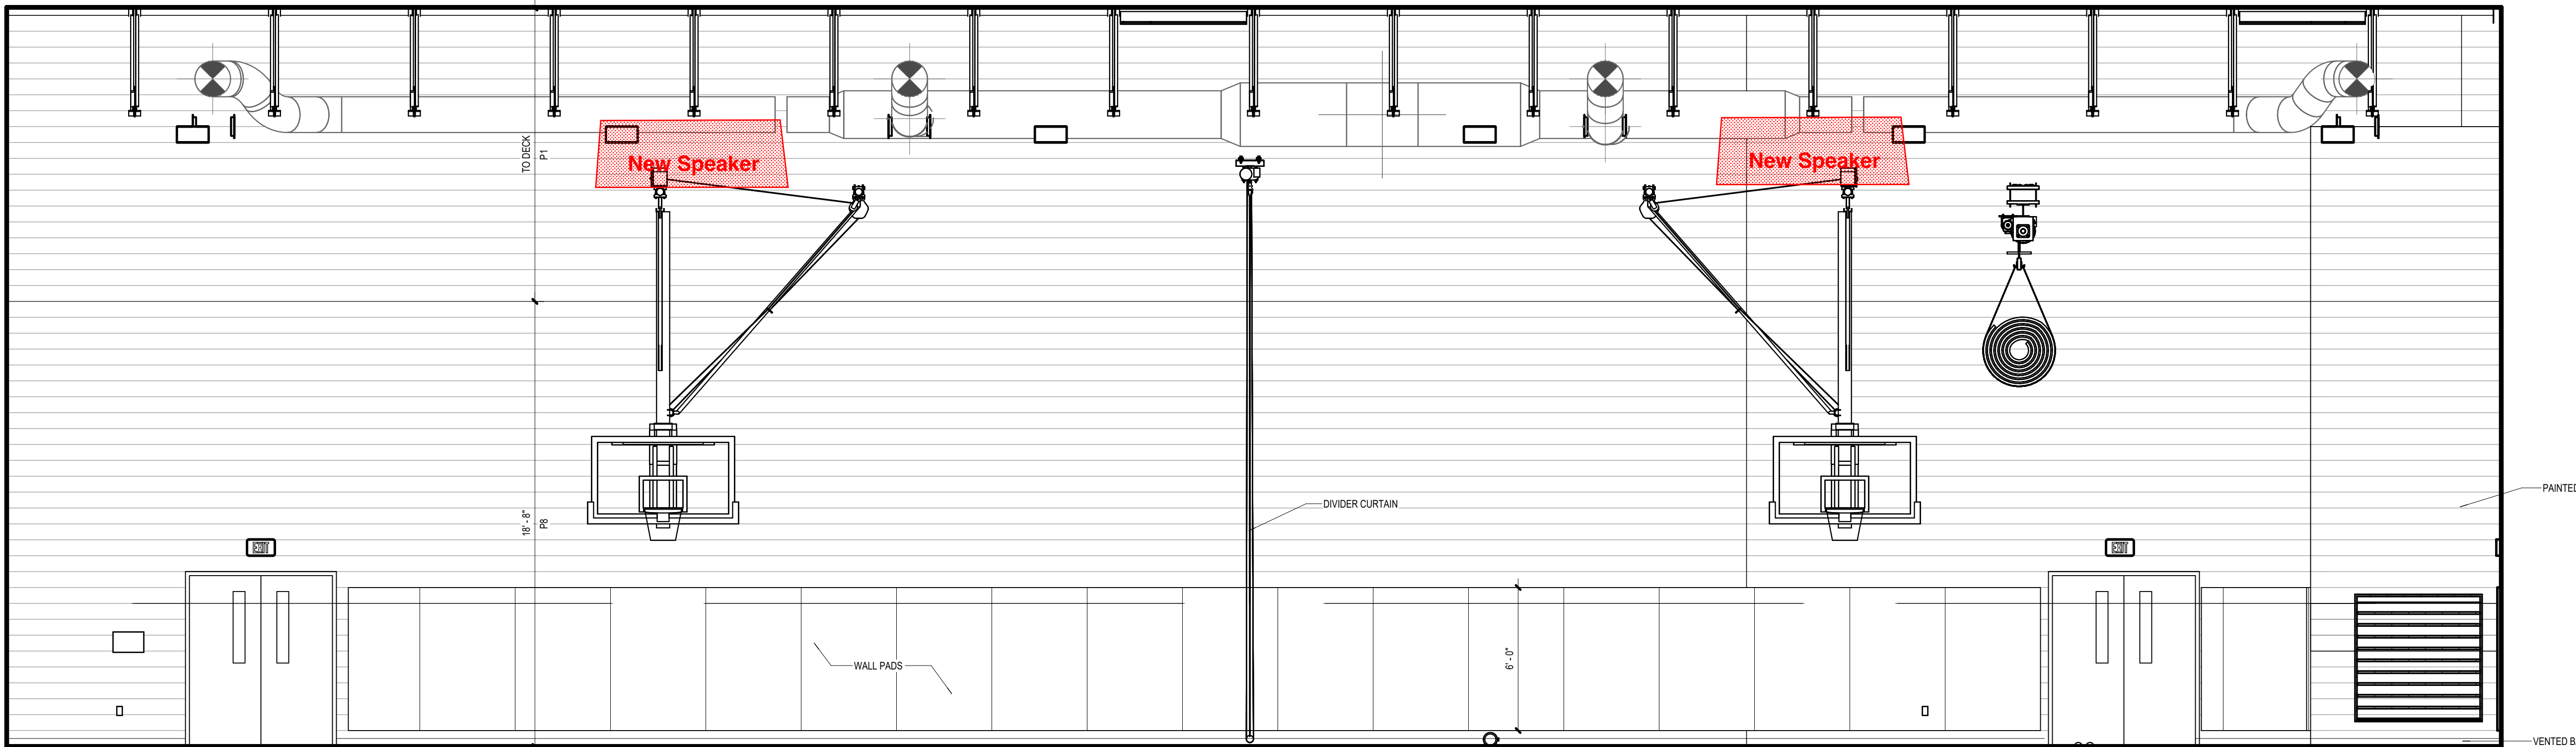 TO DECK
P1
New Speaker
New Speaker
18' - 8"
P8
DIVIDER CURTAIN
PAINTED
EXIT
EXIT
WALL PADS
6' - 0"
VENTED B